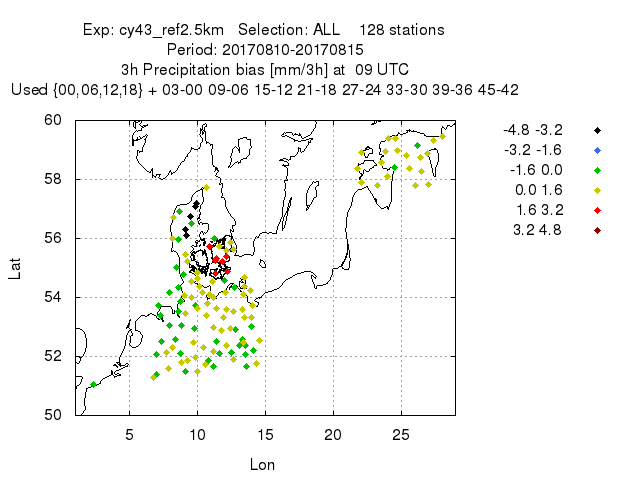 Exp: cy43_ref2.5km   Selection: ALL    128 stations
Period: 20170810-20170815
3h Precipitation bias [mm/3h] at  09 UTC
Used {00,06,12,18} + 03-00 09-06 15-12 21-18 27-24 33-30 39-36 45-42
60
58
56
54
52
50
Lat
5 10 15 20 25
Lon
-4.8 -3.2
-3.2 -1.6
-1.6 0.0
0.0 1.6
1.6 3.2
3.2 4.8